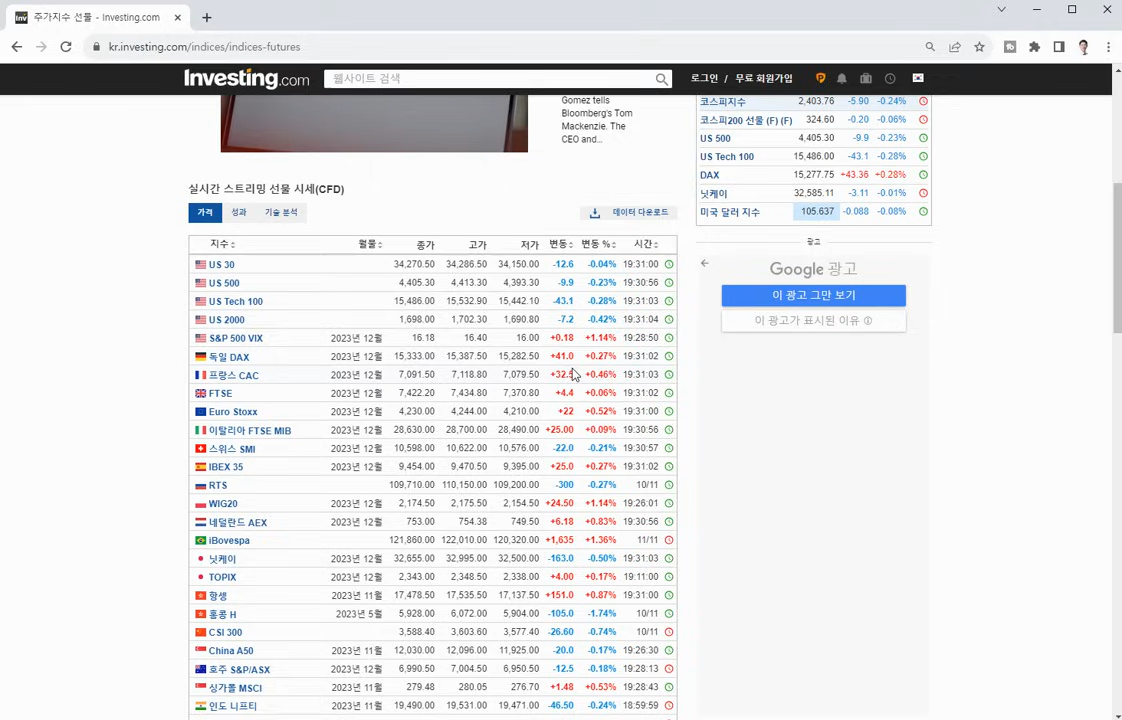 주가지수 선물 - Investing.com
kr.investing.com/indices/indices-futures
Investing.com
웹사이트 검색
로그인 / 무료 회원가입
Gomez tells
Bloomberg's Tom
Mackenzie. The
CEO and...
코스피지수 2,403.76 -5.90 -0.24%
코스피200 선물 (F) (F) 324.60 -0.20 -0.06%
US 500 4,405.30 -9.9 -0.23%
US Tech 100 15,486.00 -43.1 -0.28%
DAX 15,277.75 +43.36 +0.28%
닛케이 32,585.11 -3.11 -0.01%
미국 달러 지수 105.637 -0.088 -0.08%
실시간 스트리밍 선물 시세(CFD)
가격 성과 기술 분석 데이터 다운로드
광고
Google 광고
이 광고 그만 보기
이 광고가 표시된 이유
지수 월물 종가 고가 저가 변동 변동 % 시간
US 30 34,270.50 34,286.50 34,150.00 -12.6 -0.04% 19:31:00
US 500 4,405.30 4,413.30 4,393.30 -9.9 -0.23% 19:30:56
US Tech 100 15,486.00 15,532.90 15,442.10 -43.1 -0.28% 19:31:03
US 2000 1,698.00 1,702.30 1,690.80 -7.2 -0.42% 19:31:04
S&P 500 VIX 2023년 12월 16.18 16.40 16.00 +0.18 +1.14% 19:28:50
독일 DAX 2023년 12월 15,333.00 15,387.50 15,282.50 +41.0 +0.27% 19:31:02
프랑스 CAC 2023년 12월 7,091.50 7,118.80 7,079.50 +32.5 +0.46% 19:31:03
FTSE 2023년 12월 7,422.20 7,434.80 7,370.80 +4.4 +0.06% 19:31:02
Euro Stoxx 2023년 12월 4,230.00 4,244.00 4,210.00 +22 +0.52% 19:31:00
이탈리아 FTSE MIB 2023년 12월 28,630.00 28,700.00 28,490.00 +25.00 +0.09% 19:30:56
스위스 SMI 2023년 12월 10,598.00 10,622.00 10,576.00 -22.0 -0.21% 19:30:57
IBEX 35 2023년 12월 9,454.00 9,470.50 9,395.00 +25.0 +0.27% 19:31:02
RTS 109,710.00 110,150.00 109,200.00 -300 -0.27% 10/11
WIG20 2023년 12월 2,174.50 2,175.50 2,154.50 +24.50 +1.14% 19:26:01
네덜란드 AEX 2023년 12월 753.00 754.38 749.50 +6.18 +0.83% 19:30:56
iBovespa 121,860.00 122,010.00 120,320.00 +1,635 +1.36% 11/11
닛케이 2023년 12월 32,655.00 32,995.00 32,500.00 -163.0 -0.50% 19:31:03
TOPIX 2023년 12월 2,343.00 2,348.50 2,338.00 +4.00 +0.17% 19:11:00
항생 2023년 11월 17,478.50 17,535.50 17,137.50 +151.0 +0.87% 19:31:00
홍콩 H 2023년 5월 5,928.00 6,072.00 5,904.00 -105.0 -1.74% 10/11
CSI 300 3,588.40 3,603.60 3,577.40 -26.60 -0.74% 10/11
China A50 2023년 11월 12,030.00 12,096.00 11,925.00 -20.0 -0.17% 19:26:30
호주 S&P/ASX 2023년 12월 6,990.50 7,004.50 6,950.50 -12.5 -0.18% 19:28:13
싱가폴 MSCI 2023년 11월 279.48 280.05 276.70 +1.48 +0.53% 19:28:43
인도 니프티 2023년 11월 19,490.00 19,531.00 19,471.00 -46.50 -0.24% 18:59:59